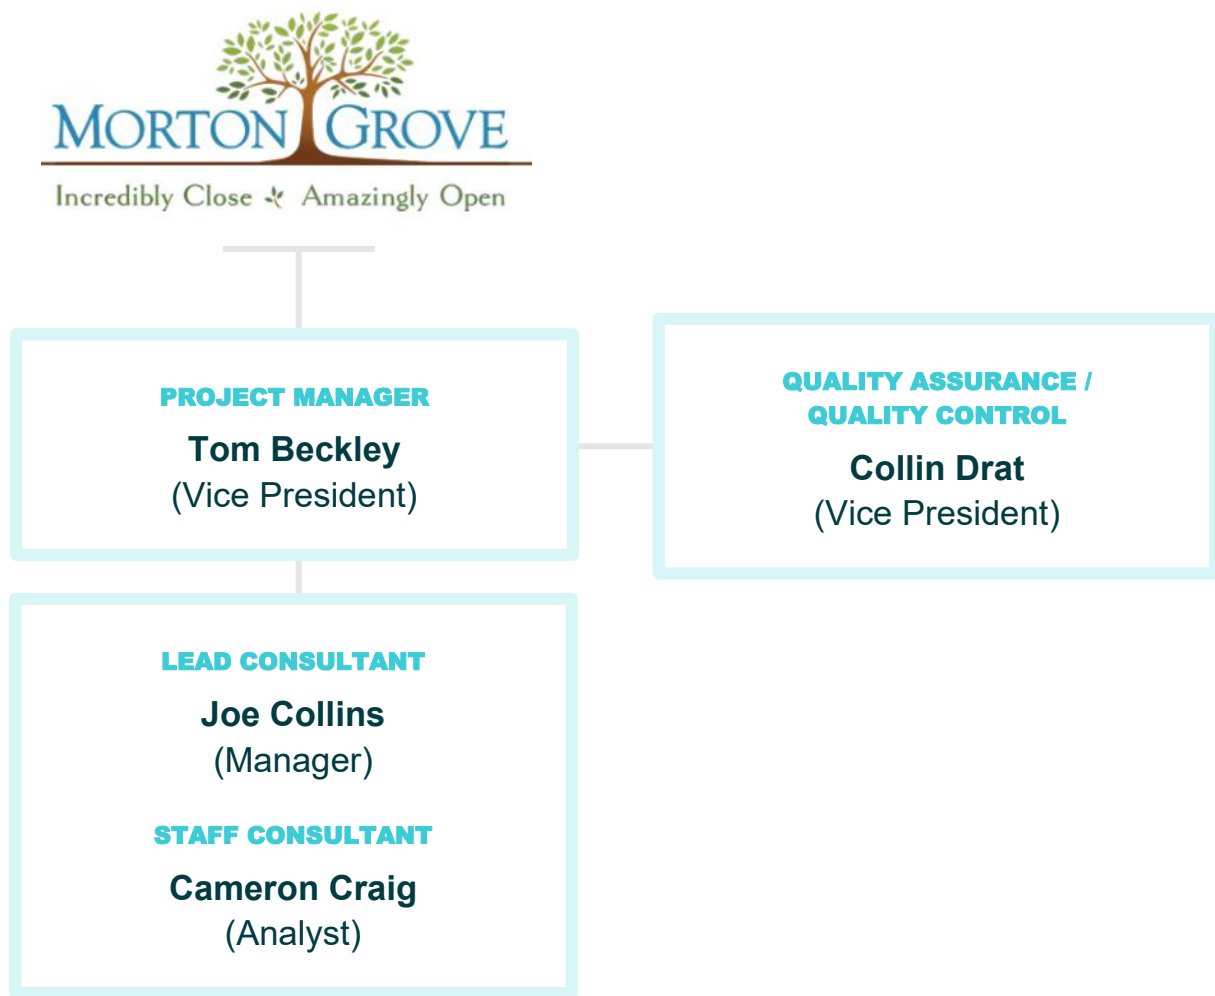 MORTON GROVE
Incredibly Close Amazingly Open
PROJECT MANAGER
Tom Beckley
(Vice President)
QUALITY ASSURANCE /
QUALITY CONTROL
Collin Drat
(Vice President)
LEAD CONSULTANT
Joe Collins
(Manager)
STAFF CONSULTANT
Cameron Craig
(Analyst)